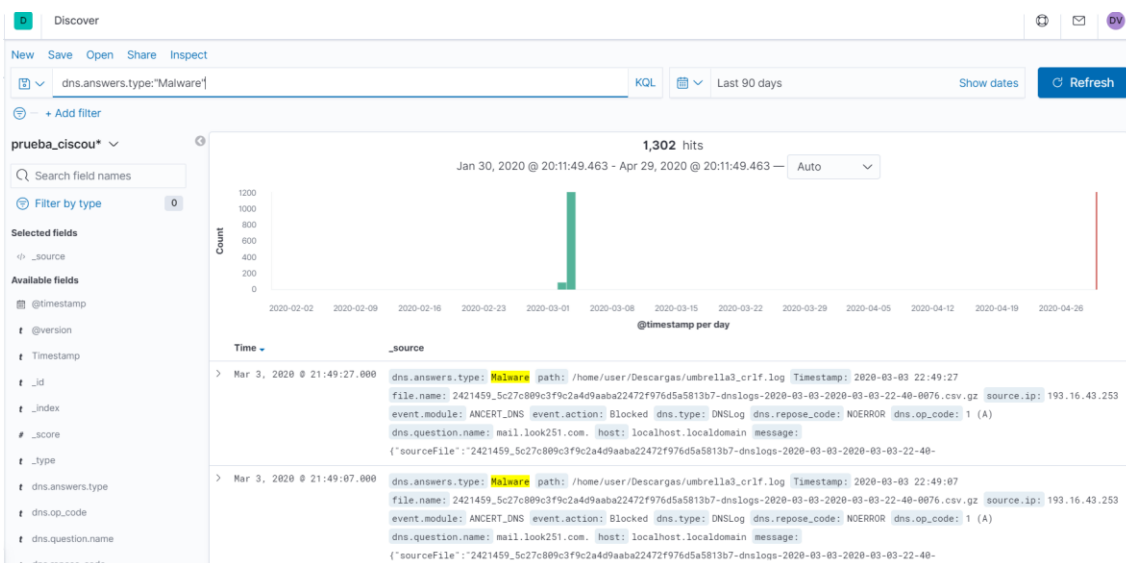 D Discover DV
New Save Open Share Inspect
dns.answers.type:"Malware" KQL Last 90 days Show dates Refresh
+ Add filter
prueba_ciscou*
1,302 hits
Jan 30, 2020 @ 20:11:49.463 - Apr 29, 2020 @ 20:11:49.463 — Auto
Search field names
Filter by type 0
Selected fields
</> _source
Available fields
@timestamp
t @version
t Timestamp
t _id
t _index
# _score
t _type
t dns.answers.type
t dns.op_code
t dns.question.name
Count
1200
1000
800
600
400
200
0
2020-02-02 2020-02-09 2020-02-16 2020-02-23 2020-03-01 2020-03-08 2020-03-15 2020-03-22 2020-03-29 2020-04-05 2020-04-12 2020-04-19 2020-04-26
@timestamp per day
Time _source
Mar 3, 2020 @ 21:49:27.000 dns.answers.type: Malware path: /home/user/Descargas/umbrella3_crlf.log Timestamp: 2020-03-03 22:49:27
file.name: 2421459_5c27c809c3f9c2a4d9aaba22472f976d5a5813b7-dnslogs-2020-03-03-2020-03-03-22-40-0076.csv.gz source.ip: 193.16.43.253
event.module: ANCERT_DNS event.action: Blocked dns.type: DNSLog dns.repose_code: NOERROR dns.op_code: 1 (A)
dns.question.name: mail.look251.com. host: localhost.localdomain message:
{"sourceFile":"2421459_5c27c809c3f9c2a4d9aaba22472f976d5a5813b7-dnslogs-2020-03-03-2020-03-03-22-40-
Mar 3, 2020 @ 21:49:07.000 dns.answers.type: Malware path: /home/user/Descargas/umbrella3_crlf.log Timestamp: 2020-03-03 22:49:07
file.name: 2421459_5c27c809c3f9c2a4d9aaba22472f976d5a5813b7-dnslogs-2020-03-03-2020-03-03-22-40-0076.csv.gz source.ip: 193.16.43.253
event.module: ANCERT_DNS event.action: Blocked dns.type: DNSLog dns.repose_code: NOERROR dns.op_code: 1 (A)
dns.question.name: mail.look251.com. host: localhost.localdomain message:
{"sourceFile":"2421459_5c27c809c3f9c2a4d9aaba22472f976d5a5813b7-dnslogs-2020-03-03-2020-03-03-22-40-